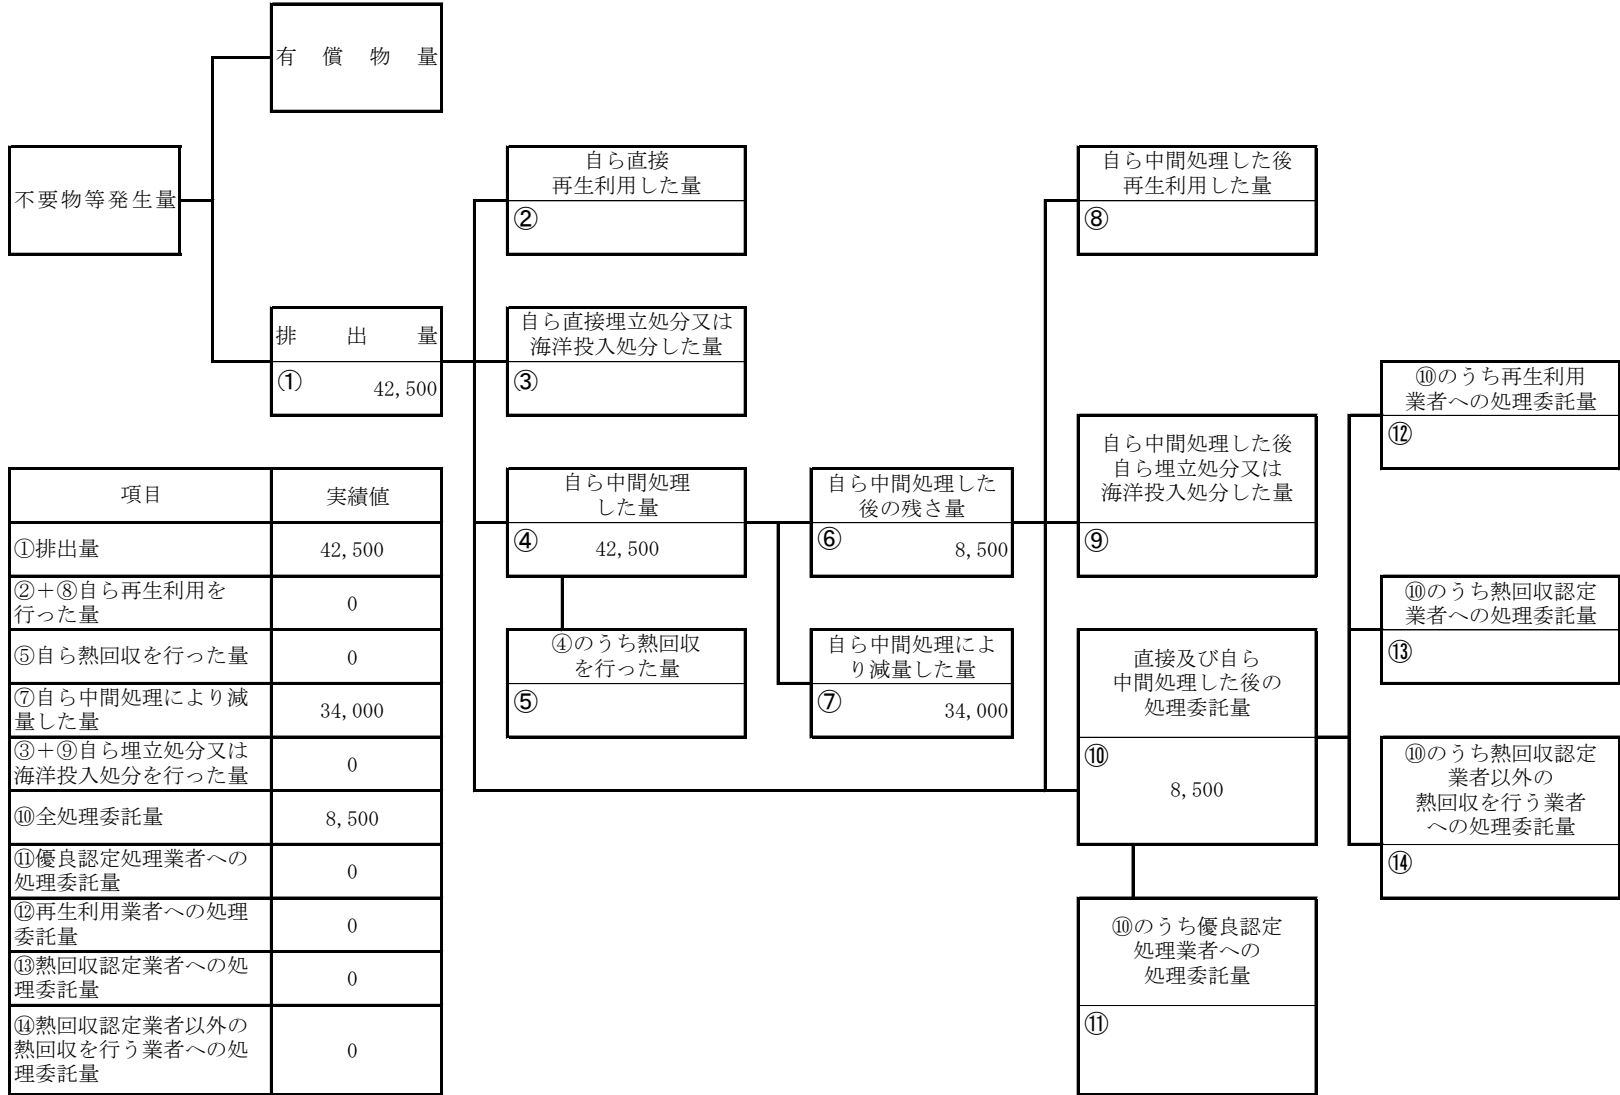 有償物量
不要物等発生量
排出量
① 42,500
自ら直接
再生利用した量
②
自ら直接埋立処分又は
海洋投入処分した量
③
自ら中間処理
した量
④ 42,500
④のうち熱回収
を行った量
⑤
自ら中間処理した
後の残さ量
⑥ 8,500
自ら中間処理によ
り減量した量
⑦ 34,000
自ら中間処理した後
再生利用した量
⑧
自ら中間処理した後
自ら埋立処分又は
海洋投入処分した量
⑨
直接及び自ら
中間処理した後の
処理委託量
⑩
8,500
⑩のうち優良認定
処理業者への
処理委託量
⑪
⑩のうち再生利用
業者への処理委託量
⑫
⑩のうち熱回収認定
業者への処理委託量
⑬
⑩のうち熱回収認定
業者以外の
熱回収を行う業者
への処理委託量
⑭
項目 実績値
①排出量 42,500
②＋⑧自ら再生利用を
行った量 0
⑤自ら熱回収を行った量 0
⑦自ら中間処理により減
量した量 34,000
③＋⑨自ら埋立処分又は
海洋投入処分を行った量 0
⑩全処理委託量 8,500
⑪優良認定処理業者への
処理委託量 0
⑫再生利用業者への処理
委託量 0
⑬熱回収認定業者への処
理委託量 0
⑭熱回収認定業者以外の
熱回収を行う業者への処
理委託量 0